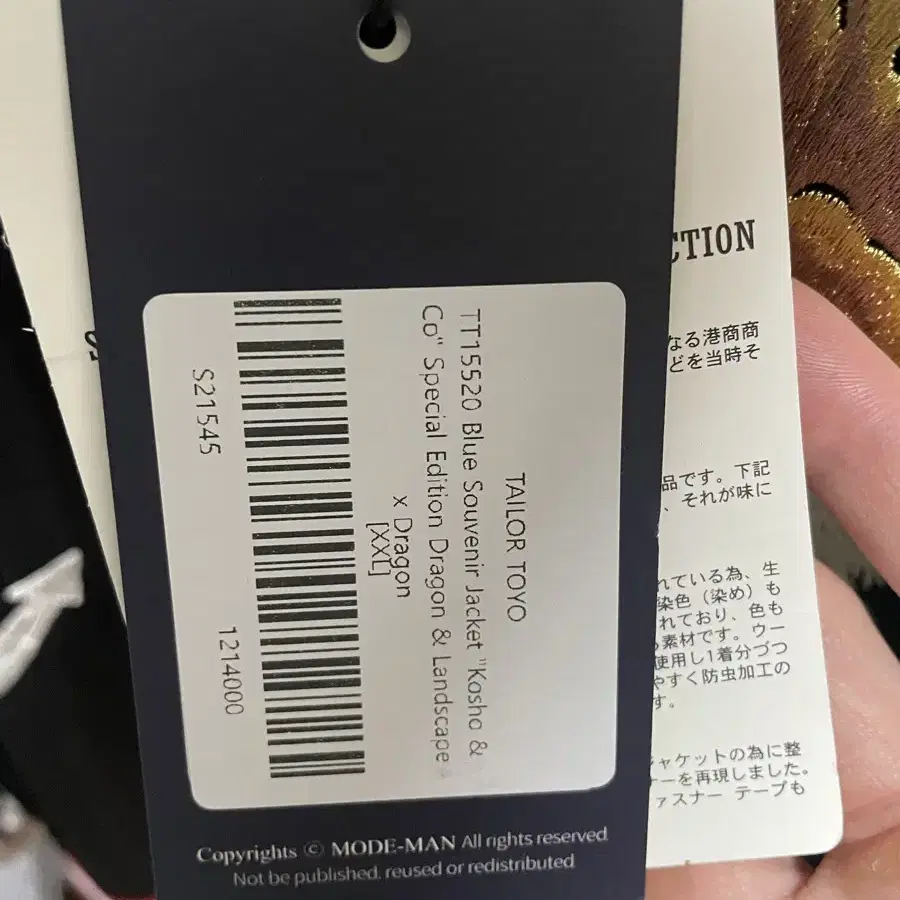 TAILOR TOYO
TT15520 Blue Souvenir Jacket "Kosho &
Co" Special Edition Dragon & Landscape
x Dragon
[XXL]
S21545
1214000
Copyrights © MODE-MAN All rights reserved
Not be published. reused or redistributed
CTION
なる港商商
どを当時そ
品です。下記
、それが味に
れている為、生
染色（染め）も
れており、色も
素材です。ウー
使用し1着分づつ
やすく防虫加工の
す。
ジャケットの為に整
ナーを再現しました。
ァスナー テープも